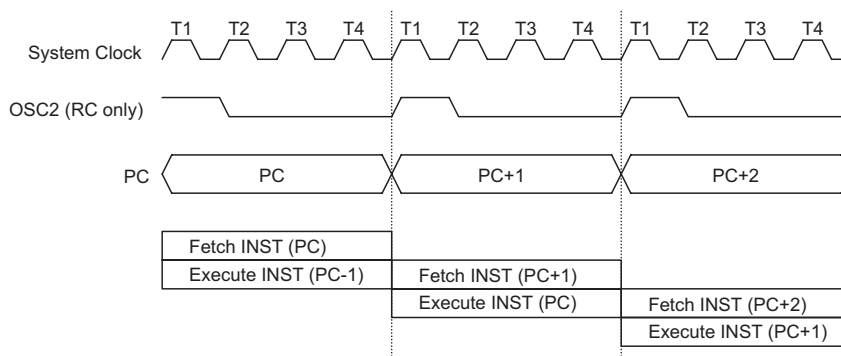 T1 T2 T3 T4 T1 T2 T3 T4 T1 T2 T3 T4
System Clock
OSC2 (RC only)
PC PC PC+1 PC+2
Fetch INST (PC)
Execute INST (PC-1) Fetch INST (PC+1)
Execute INST (PC) Fetch INST (PC+2)
Execute INST (PC+1)